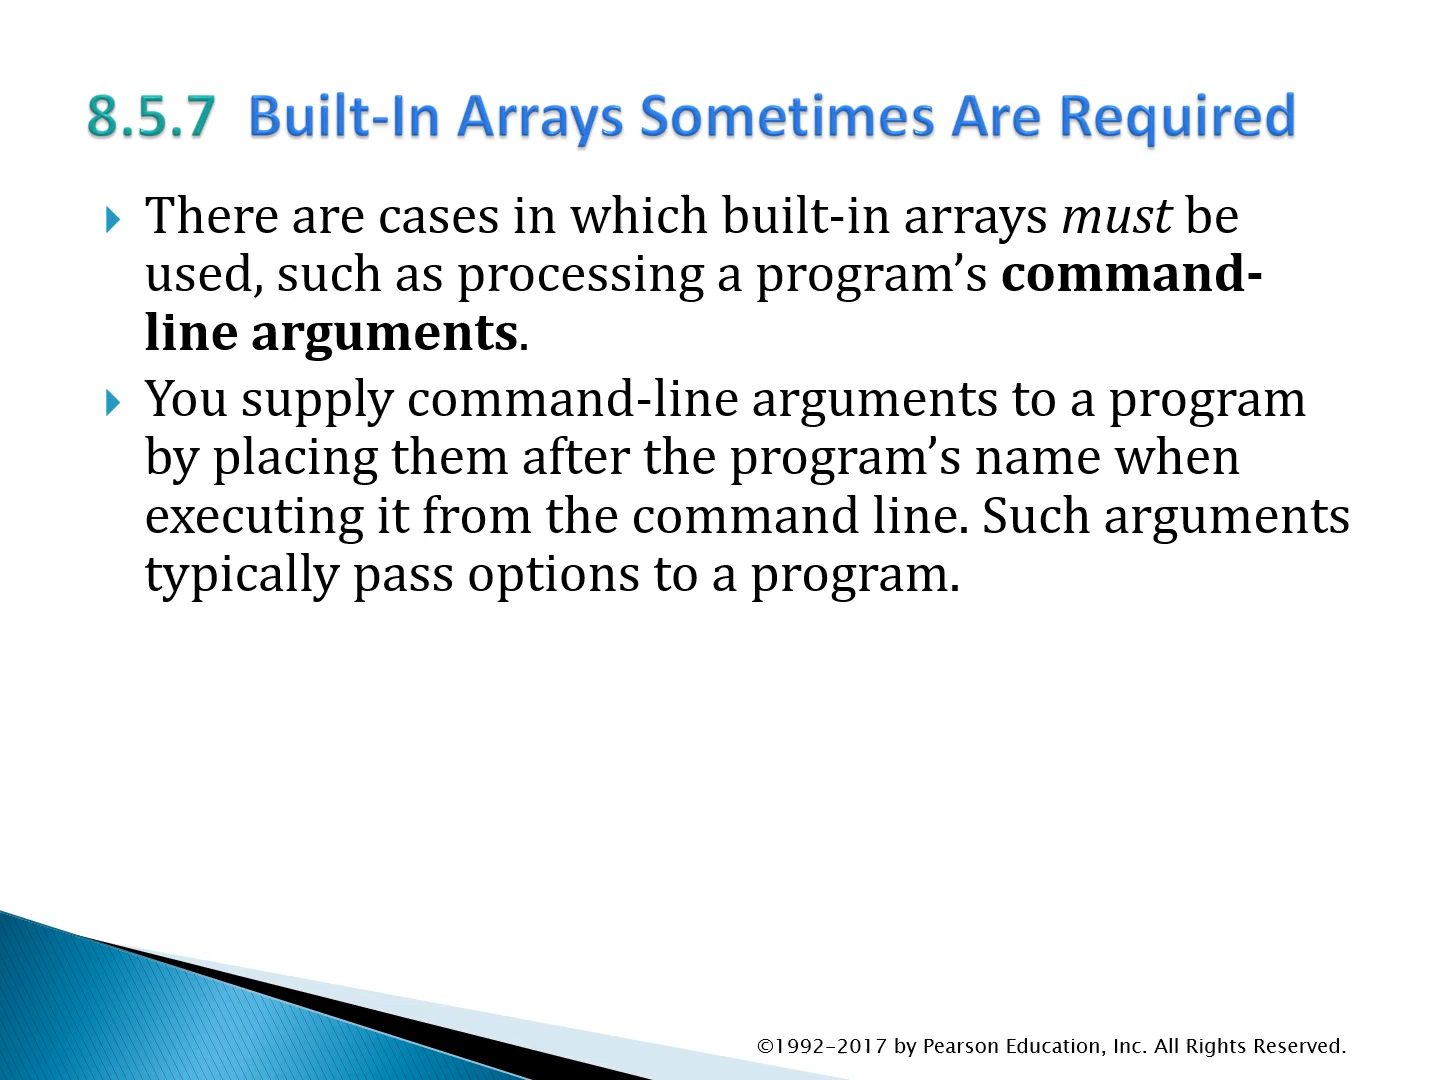 8.5.7 Built-In Arrays Sometimes Are Required
There are cases in which built-in arrays must be
used, such as processing a program’s command-
line arguments.
You supply command-line arguments to a program
by placing them after the program’s name when
executing it from the command line. Such arguments
typically pass options to a program.
©1992-2017 by Pearson Education, Inc. All Rights Reserved.